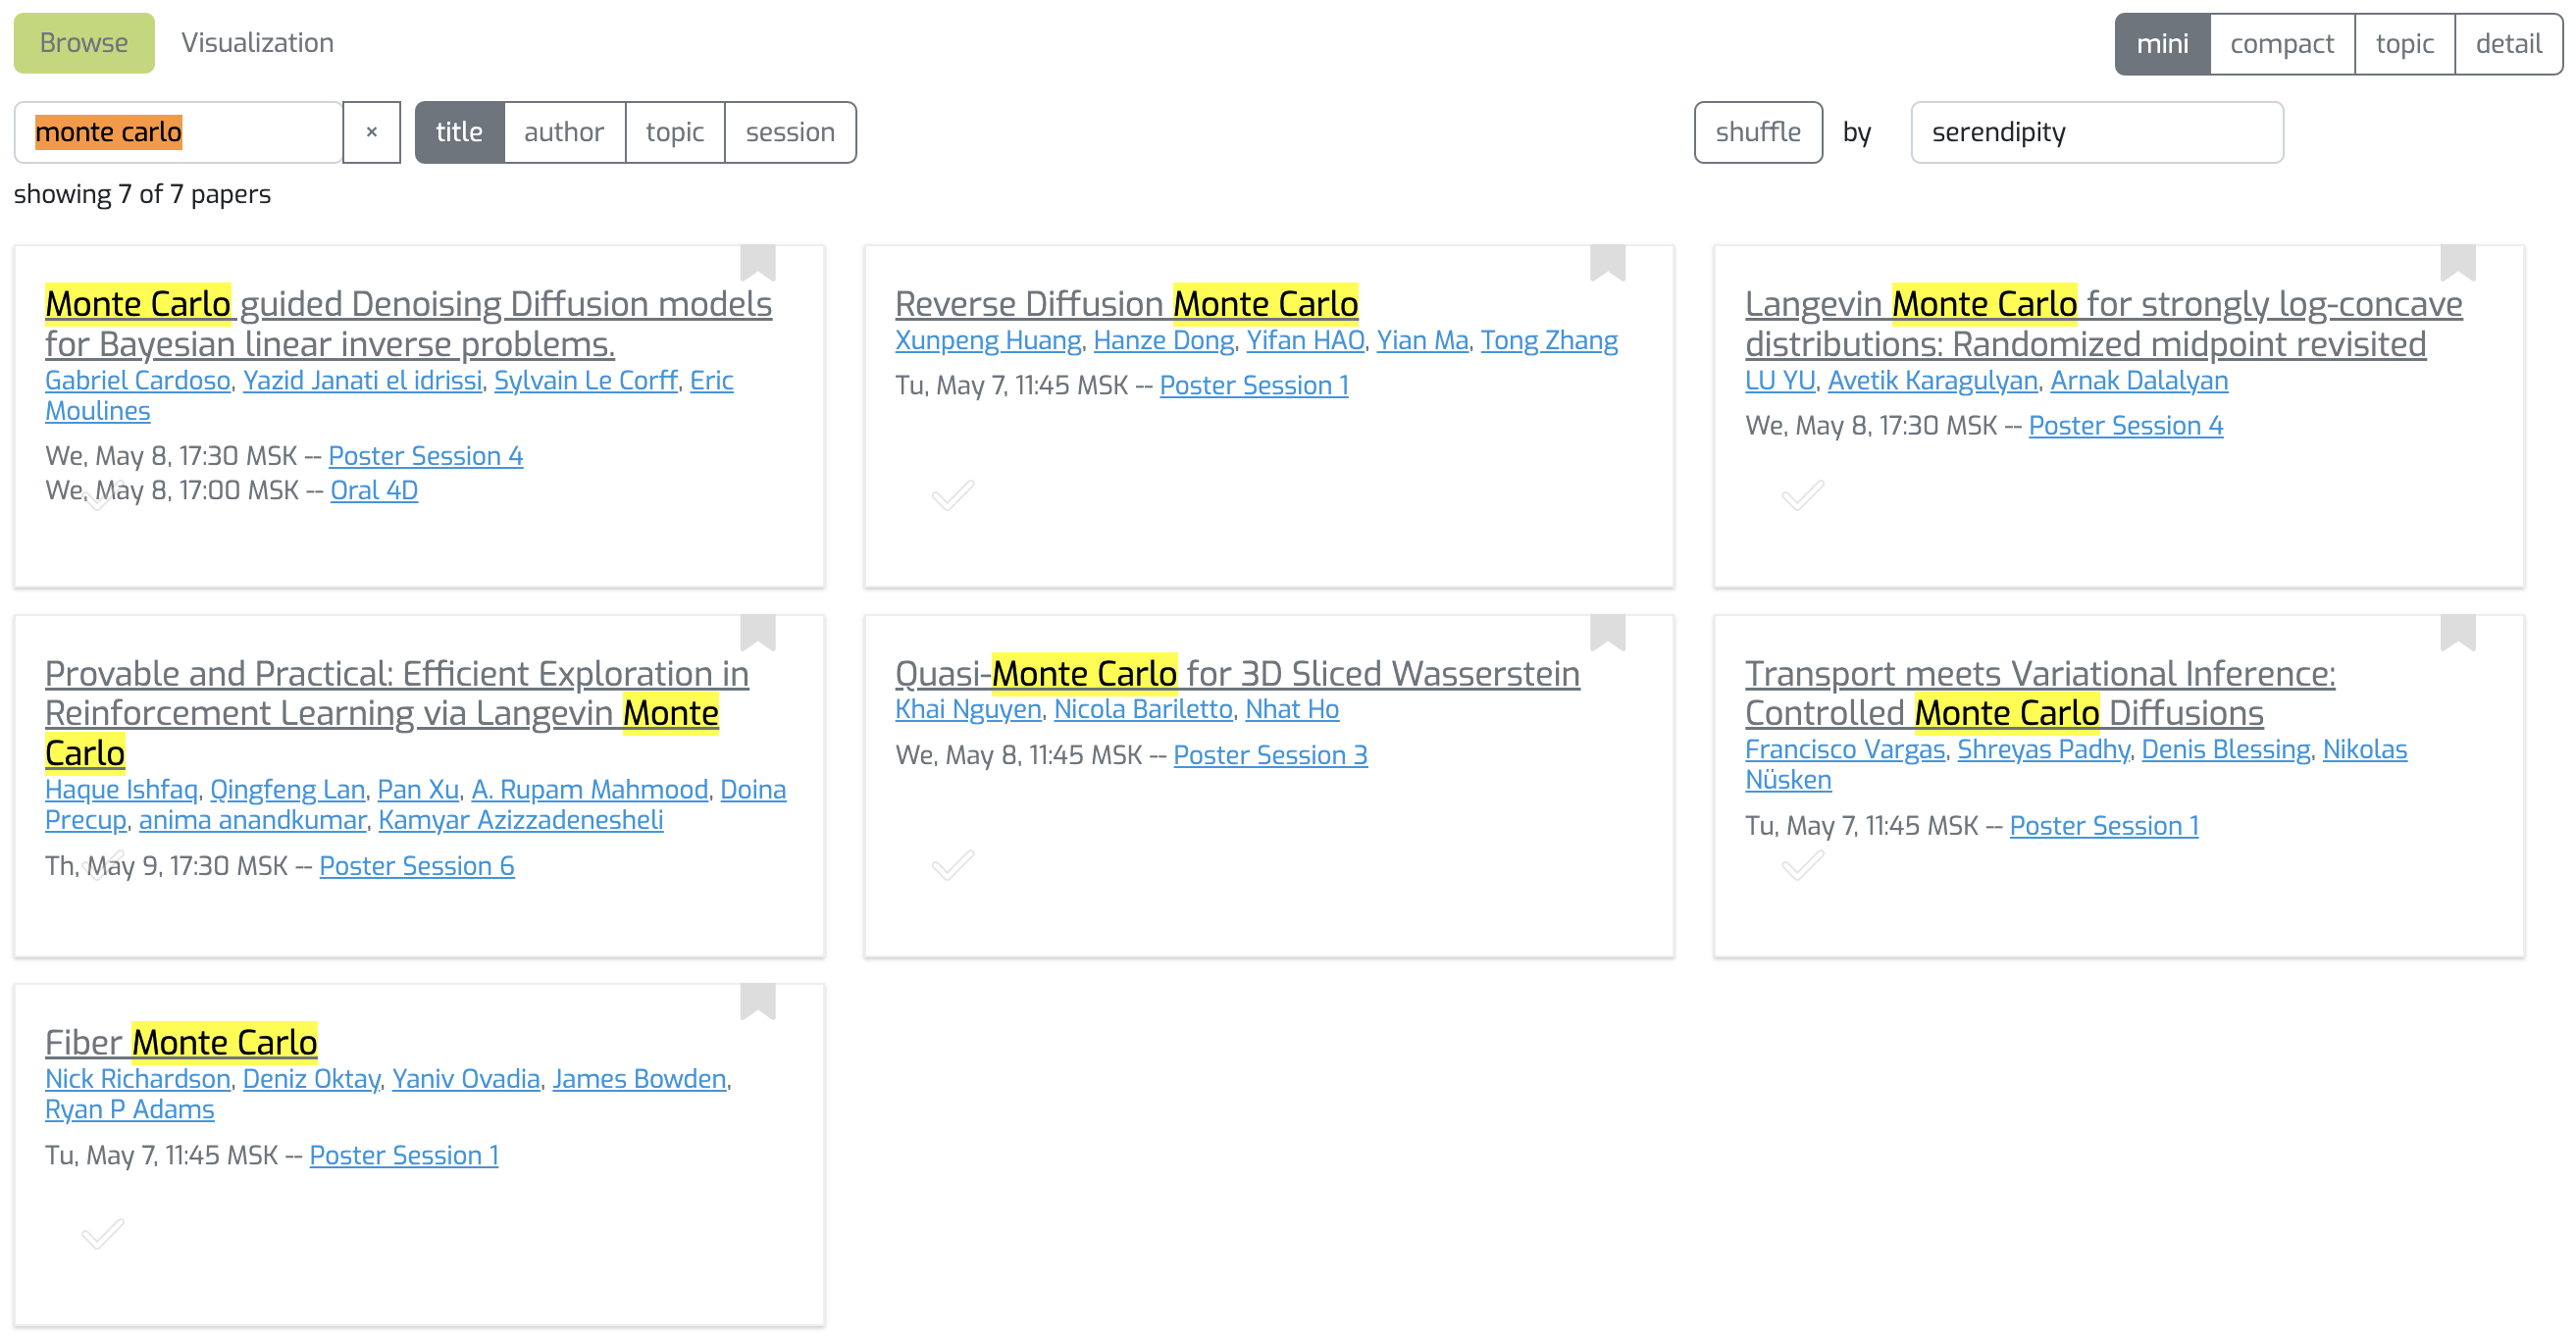 Browse Visualization mini compact topic detail
monte carlo × title author topic session shuffle by serendipity
showing 7 of 7 papers
Monte Carlo guided Denoising Diffusion models
for Bayesian linear inverse problems.
Gabriel Cardoso, Yazid Janati el idrissi, Sylvain Le Corff, Eric
Moulines
We, May 8, 17:30 MSK -- Poster Session 4
We, May 8, 17:00 MSK -- Oral 4D
Reverse Diffusion Monte Carlo
Xunpeng Huang, Hanze Dong, Yifan HAO, Yian Ma, Tong Zhang
Tu, May 7, 11:45 MSK -- Poster Session 1
Langevin Monte Carlo for strongly log-concave
distributions: Randomized midpoint revisited
LU YU, Avetik Karagulyan, Arnak Dalalyan
We, May 8, 17:30 MSK -- Poster Session 4
Provable and Practical: Efficient Exploration in
Reinforcement Learning via Langevin Monte
Carlo
Haque Ishfaq, Qingfeng Lan, Pan Xu, A. Rupam Mahmood, Doina
Precup, anima anandkumar, Kamyar Azizzadenesheli
Th, May 9, 17:30 MSK -- Poster Session 6
Quasi-Monte Carlo for 3D Sliced Wasserstein
Khai Nguyen, Nicola Bariletto, Nhat Ho
We, May 8, 11:45 MSK -- Poster Session 3
Transport meets Variational Inference:
Controlled Monte Carlo Diffusions
Francisco Vargas, Shreyas Padhy, Denis Blessing, Nikolas
Nüsken
Tu, May 7, 11:45 MSK -- Poster Session 1
Fiber Monte Carlo
Nick Richardson, Deniz Oktay, Yaniv Ovadia, James Bowden,
Ryan P Adams
Tu, May 7, 11:45 MSK -- Poster Session 1